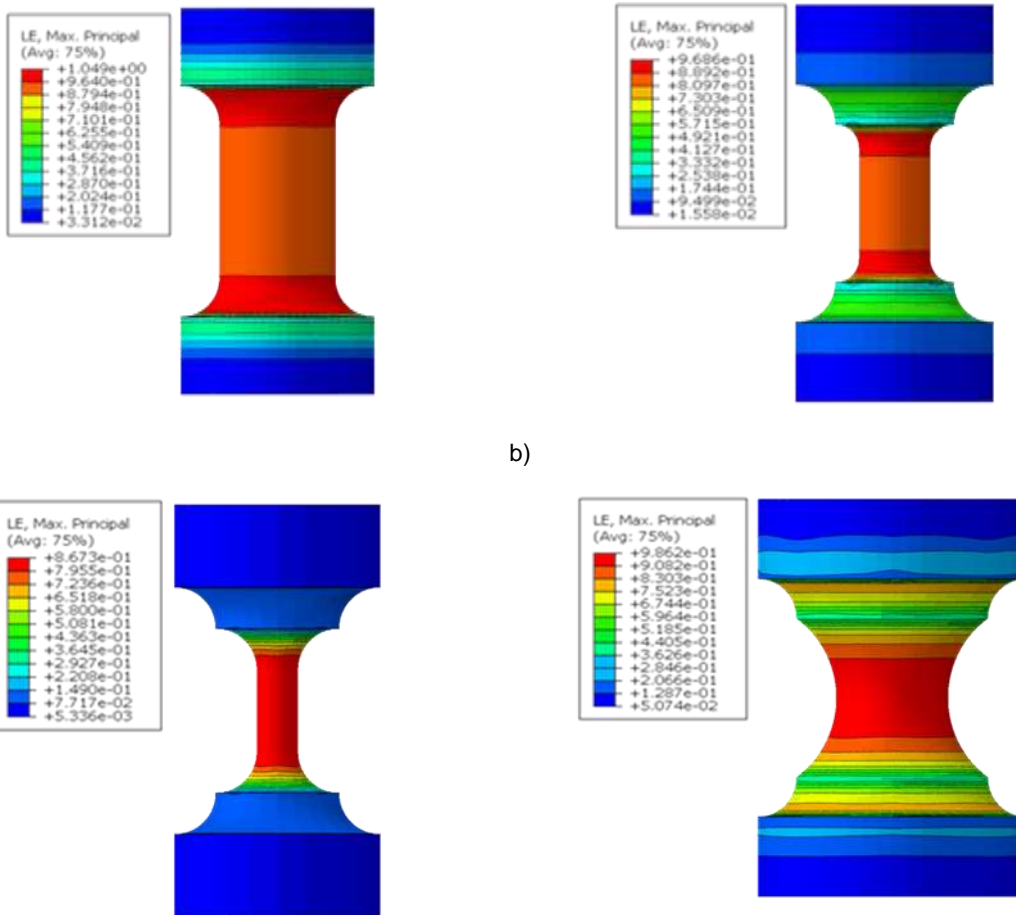 LE, Max. Principal
(Avg: 75%)
+1.049e+00
+9.640e-01
+8.794e-01
+7.948e-01
+7.101e-01
+6.255e-01
+5.409e-01
+4.562e-01
+3.716e-01
+2.870e-01
+2.024e-01
+1.177e-01
+3.312e-02
LE, Max. Principal
(Avg: 75%)
+9.686e-01
+8.892e-01
+8.097e-01
+7.303e-01
+6.509e-01
+5.715e-01
+4.921e-01
+4.127e-01
+3.332e-01
+2.538e-01
+1.744e-01
+9.499e-02
+1.558e-02
b)
LE, Max. Principal
(Avg: 75%)
+8.673e-01
+7.955e-01
+7.236e-01
+6.518e-01
+5.800e-01
+5.081e-01
+4.363e-01
+3.645e-01
+2.927e-01
+2.208e-01
+1.490e-01
+7.717e-02
+5.336e-03
LE, Max. Principal
(Avg: 75%)
+9.862e-01
+9.082e-01
+8.303e-01
+7.523e-01
+6.744e-01
+5.964e-01
+5.185e-01
+4.405e-01
+3.626e-01
+2.846e-01
+2.066e-01
+1.287e-01
+5.074e-02